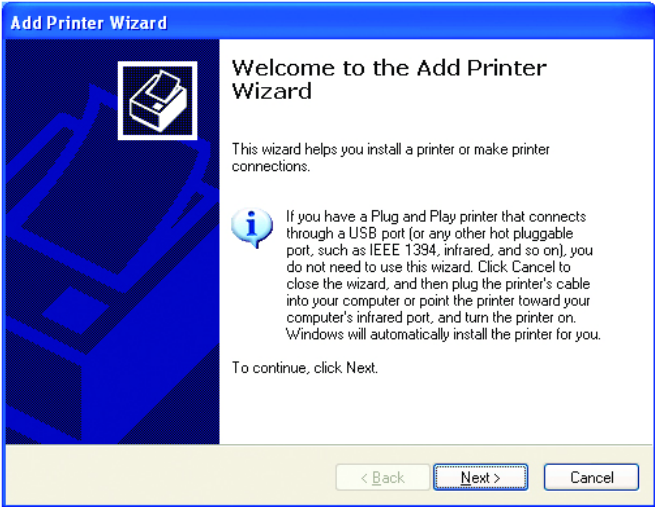 Add Printer Wizard
Welcome to the Add Printer
Wizard
This wizard helps you install a printer or make printer
connections.
If you have a Plug and Play printer that connects
through a USB port (or any other hot pluggable
port, such as IEEE 1394, infrared, and so on), you
do not need to use this wizard. Click Cancel to
close the wizard, and then plug the printer's cable
into your computer or point the printer toward your
computer's infrared port, and turn the printer on.
Windows will automatically install the printer for you.
To continue, click Next.
< Back
Next >
Cancel